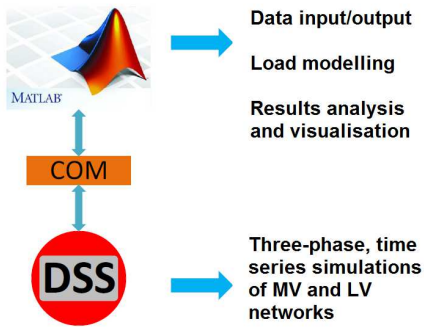 Data input/output
Load modelling
Results analysis
and visualisation
MATLAB
COM
DSS
Three-phase, time
series simulations
of MV and LV
networks